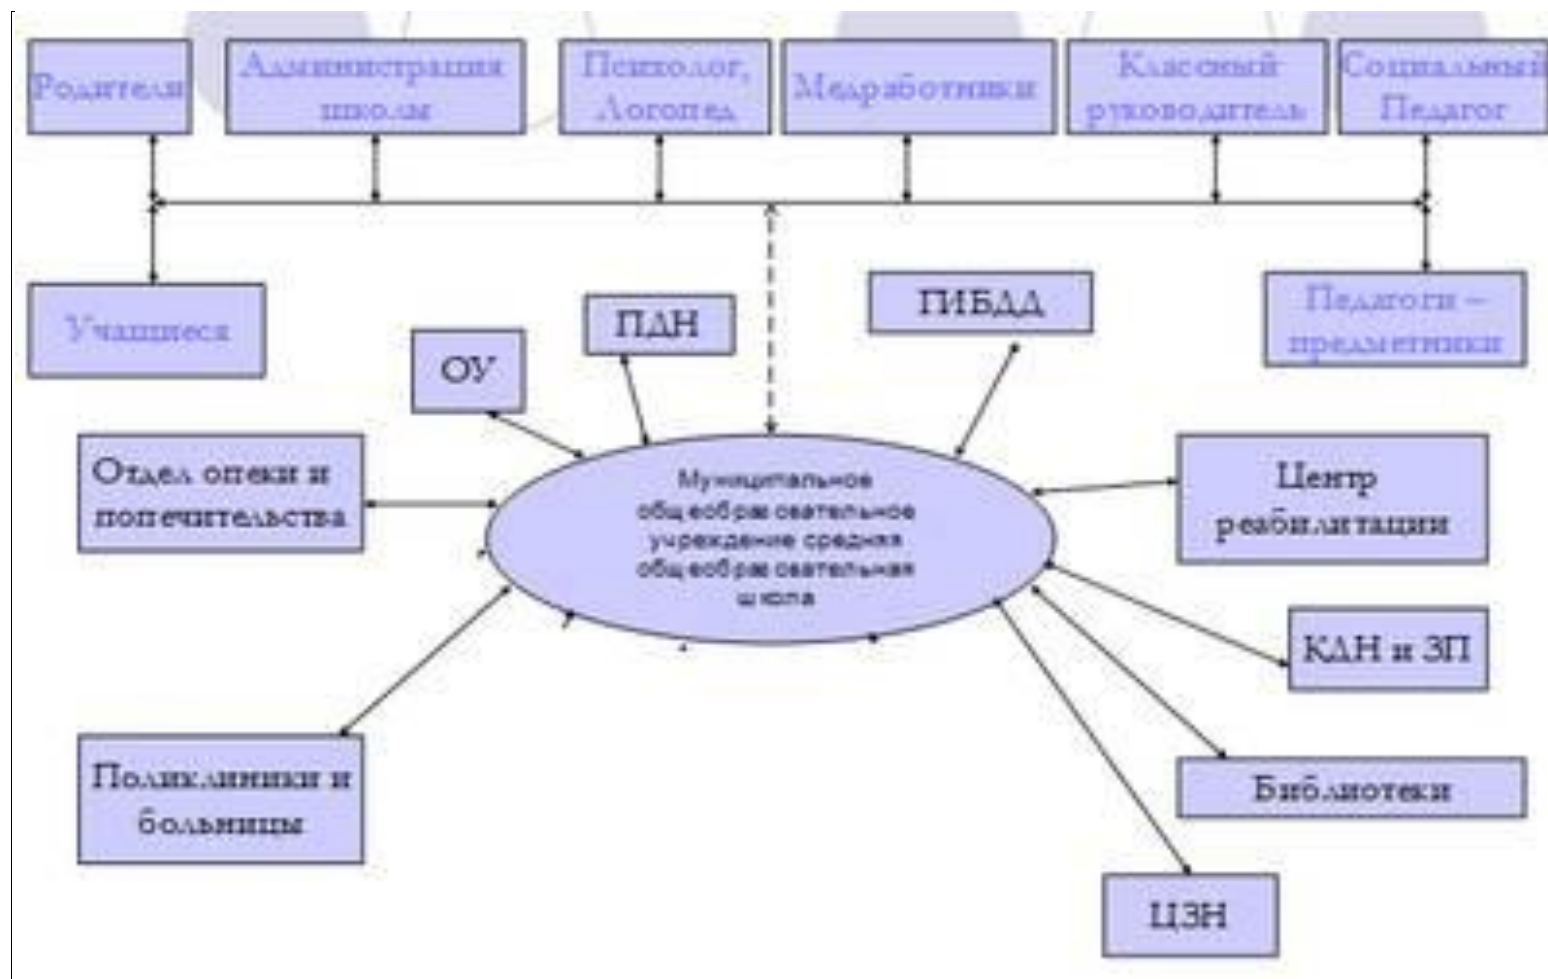 Родители
Администрация
школы
Психолог,
Логопед
Медработники
Классный
руководитель
Социальный
Педагог
Учащиеся
ОУ
ПДН
ГИБДД
Педагоги –
предметники
Отдел опеки и
попечительства
Муниципальное
общеобразовательное
учреждение средняя
общеобразовательная
школа
Центр
реабилитации
КДН и ЗП
Поликлиники и
больницы
Библиотеки
ЦЗН